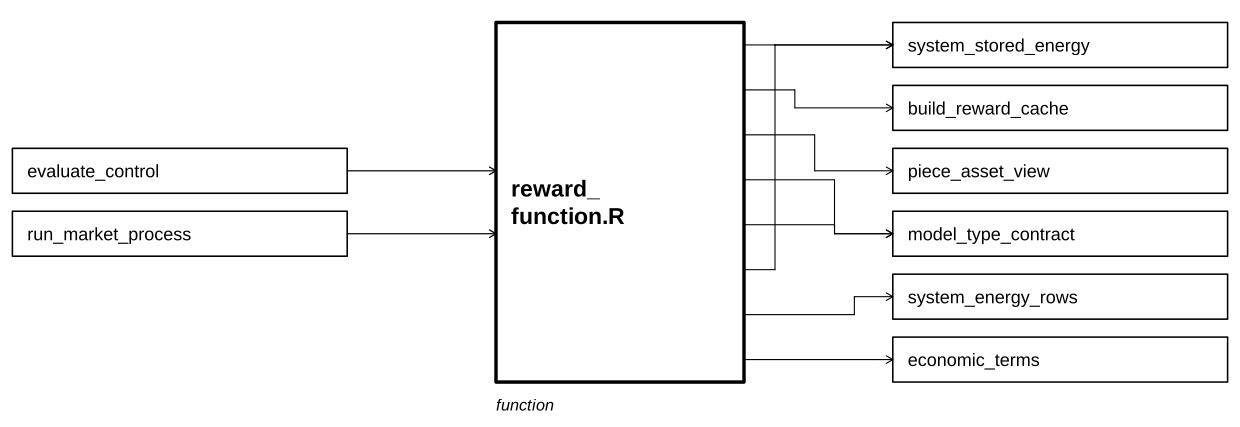 evaluate_control
run_market_process
reward_
function.R
function
system_stored_energy
build_reward_cache
piece_asset_view
model_type_contract
system_energy_rows
economic_terms